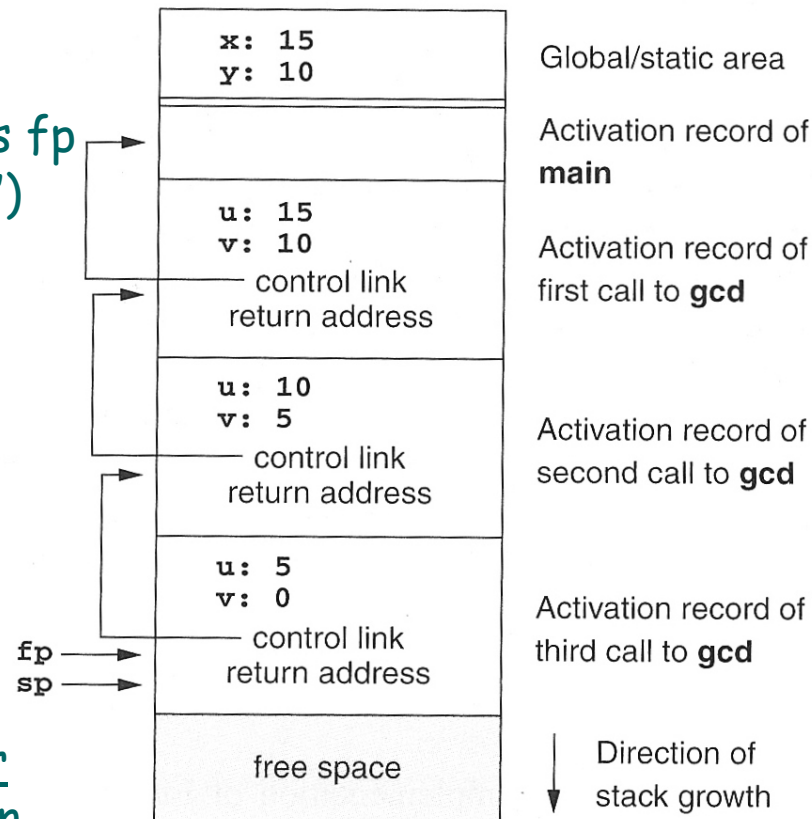 x: 15
y: 10
Global/static area
s fp
')
Activation record of
main
u: 15
v: 10
control link
return address
Activation record of
first call to gcd
u: 10
v: 5
control link
return address
Activation record of
second call to gcd
u: 5
v: 0
control link
return address
Activation record of
third call to gcd
fp
sp
free space
Direction of
stack growth